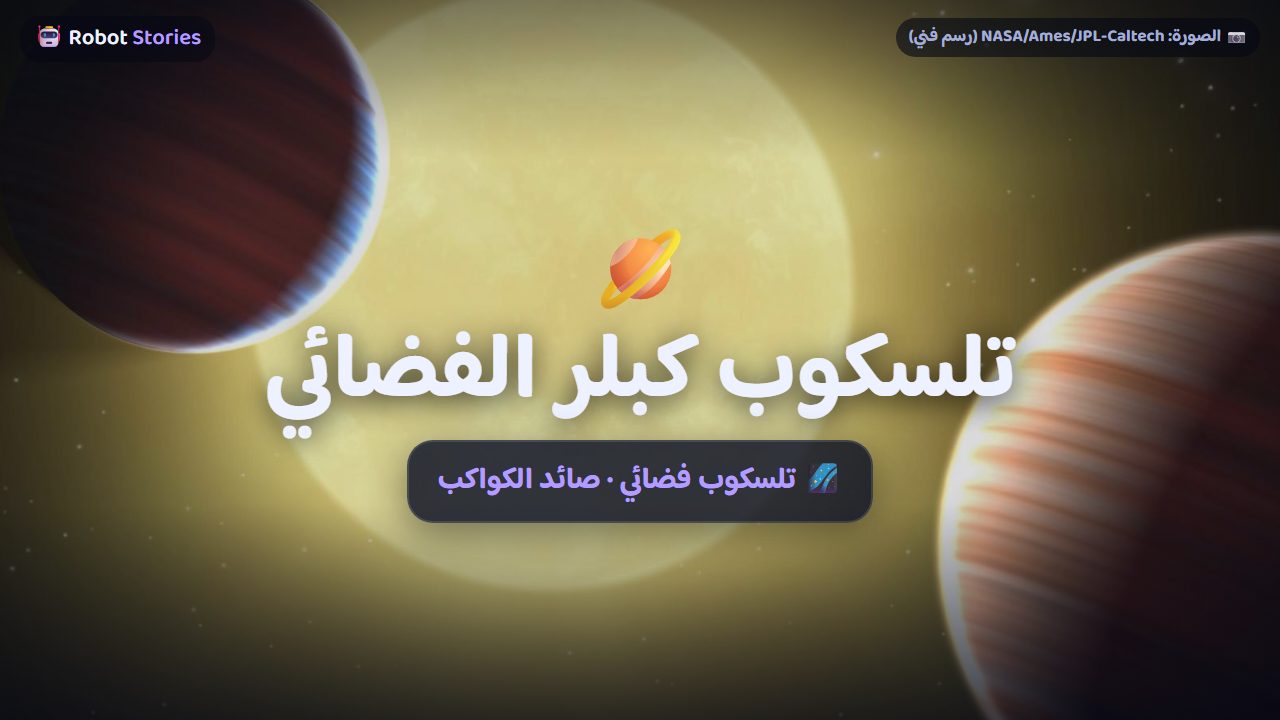 Robot Stories
الصورة: NASA/Ames/JPL-Caltech (رسم فني)
تلسكوب كبلر الفضائي
تلسكوب فضائي · صائد الكواكب